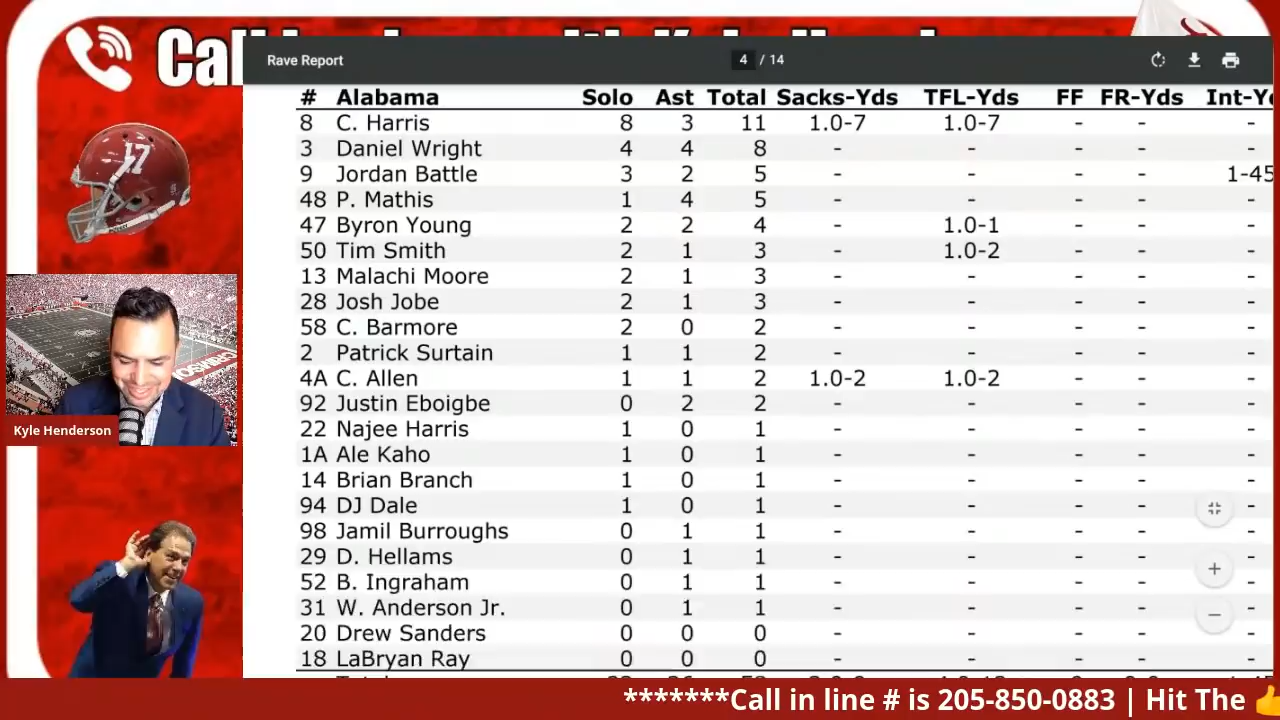 Cal
Rave Report 4 / 14
# Alabama Solo Ast Total Sacks-Yds TFL-Yds FF FR-Yds Int-Y
8 C. Harris 8 3 11 1.0-7 1.0-7 - - -
3 Daniel Wright 4 4 8 - - - - -
9 Jordan Battle 3 2 5 - - - - 1-45
48 P. Mathis 1 4 5 - - - - -
47 Byron Young 2 2 4 - 1.0-1 - - -
50 Tim Smith 2 1 3 - 1.0-2 - - -
13 Malachi Moore 2 1 3 - - - - -
28 Josh Jobe 2 1 3 - - - - -
58 C. Barmore 2 0 2 - - - - -
2 Patrick Surtain 1 1 2 - - - - -
4A C. Allen 1 1 2 1.0-2 1.0-2 - - -
92 Justin Eboigbe 0 2 2 - - - - -
22 Najee Harris 1 0 1 - - - - -
1A Ale Kaho 1 0 1 - - - - -
14 Brian Branch 1 0 1 - - - - -
94 DJ Dale 1 0 1 - - - - -
98 Jamil Burroughs 0 1 1 - - - - -
29 D. Hellams 0 1 1 - - - - -
52 B. Ingraham 0 1 1 - - - - -
31 W. Anderson Jr. 0 1 1 - - - - -
20 Drew Sanders 0 0 0 - - - - -
18 LaBryan Ray 0 0 0 - - - - -
17
Kyle Henderson
*******Call in line # is 205-850-0883 | Hit The 👍